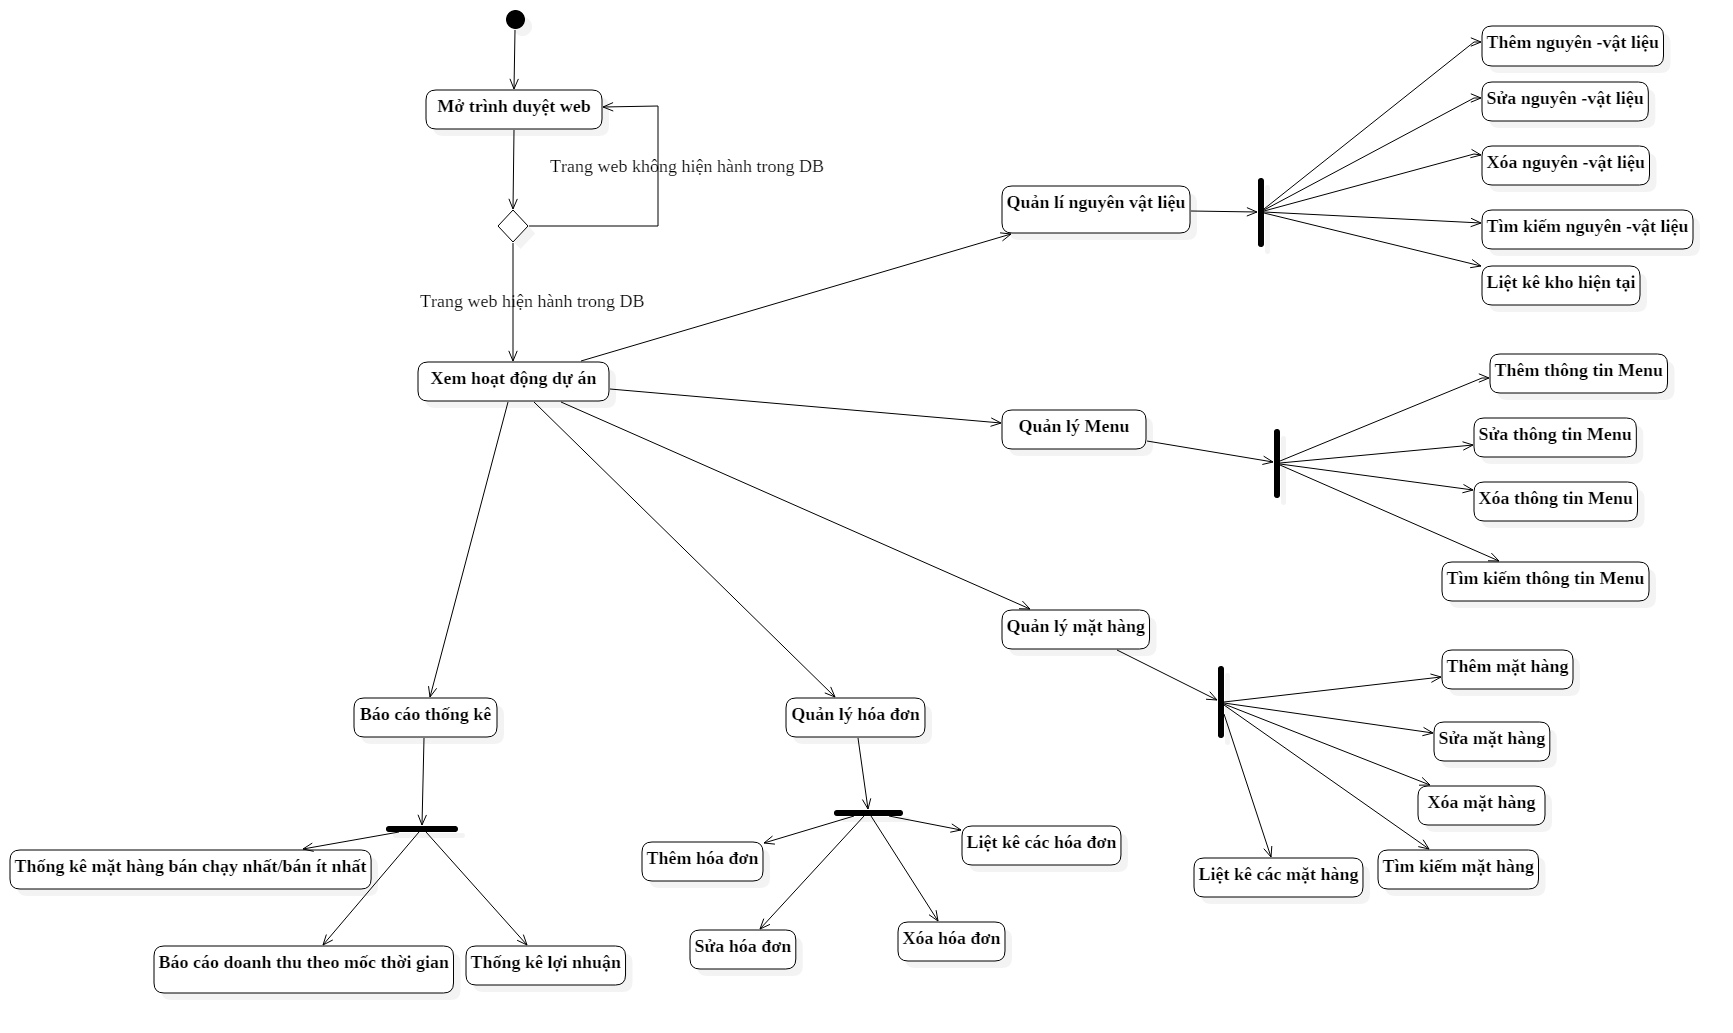 Mở trình duyệt web
Trang web không hiện hành trong DB
Trang web hiện hành trong DB
Xem hoạt động dự án
Quản lí nguyên vật liệu
Thêm nguyên -vật liệu
Sửa nguyên -vật liệu
Xóa nguyên -vật liệu
Tìm kiếm nguyên -vật liệu
Liệt kê kho hiện tại
Quản lý Menu
Thêm thông tin Menu
Sửa thông tin Menu
Xóa thông tin Menu
Tìm kiếm thông tin Menu
Quản lý mặt hàng
Thêm mặt hàng
Sửa mặt hàng
Xóa mặt hàng
Tìm kiếm mặt hàng
Liệt kê các mặt hàng
Quản lý hóa đơn
Thêm hóa đơn
Liệt kê các hóa đơn
Sửa hóa đơn
Xóa hóa đơn
Báo cáo thống kê
Thống kê mặt hàng bán chạy nhất/bán ít nhất
Báo cáo doanh thu theo mốc thời gian
Thống kê lợi nhuận